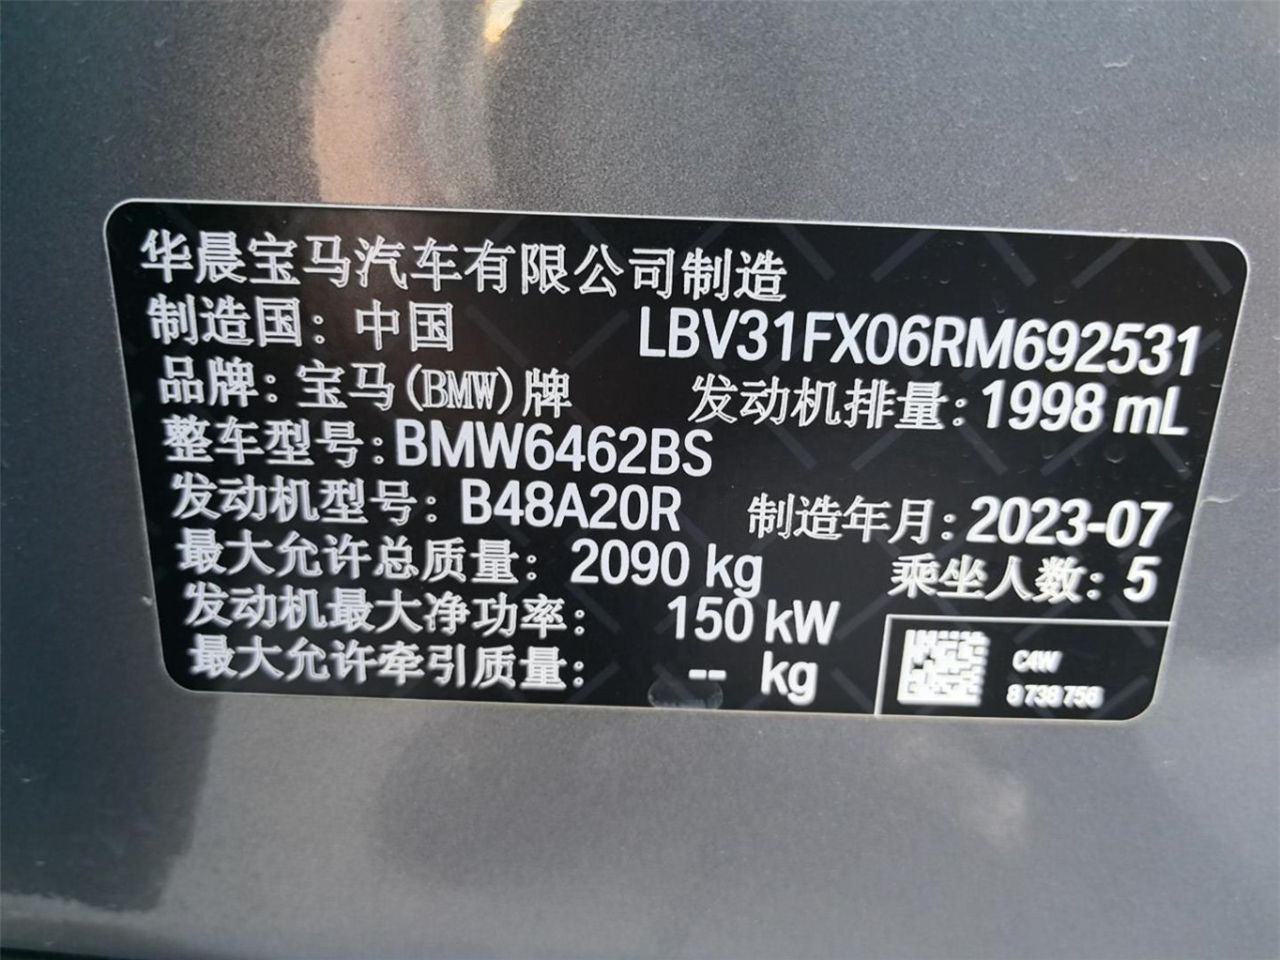 华晨宝马汽车有限公司制造
制造国：中国 LBV31FX06RM692531
品牌：宝马(BMW)牌 发动机排量：1998 mL
整车型号：BMW6462BS
发动机型号：B48A20R 制造年月：2023-07
最大允许总质量：2090 kg 乘坐人数：5
发动机最大净功率：150 kW
最大允许牵引质量：-- kg
C4W
8 738 756